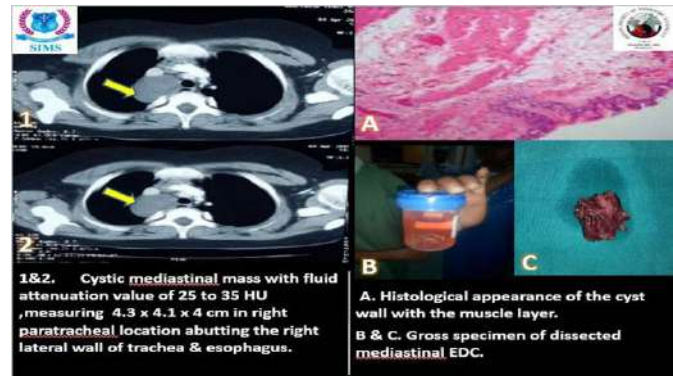 SIMS
1
2
A
B
C
1&2. Cystic mediastinal mass with fluid
attenuation value of 25 to 35 HU
,measuring 4.3 x 4.1 x 4 cm in right
paratracheal location abutting the right
lateral wall of trachea & esophagus.
A. Histological appearance of the cyst
wall with the muscle layer.
B & C. Gross specimen of dissected
mediastinal EDC.